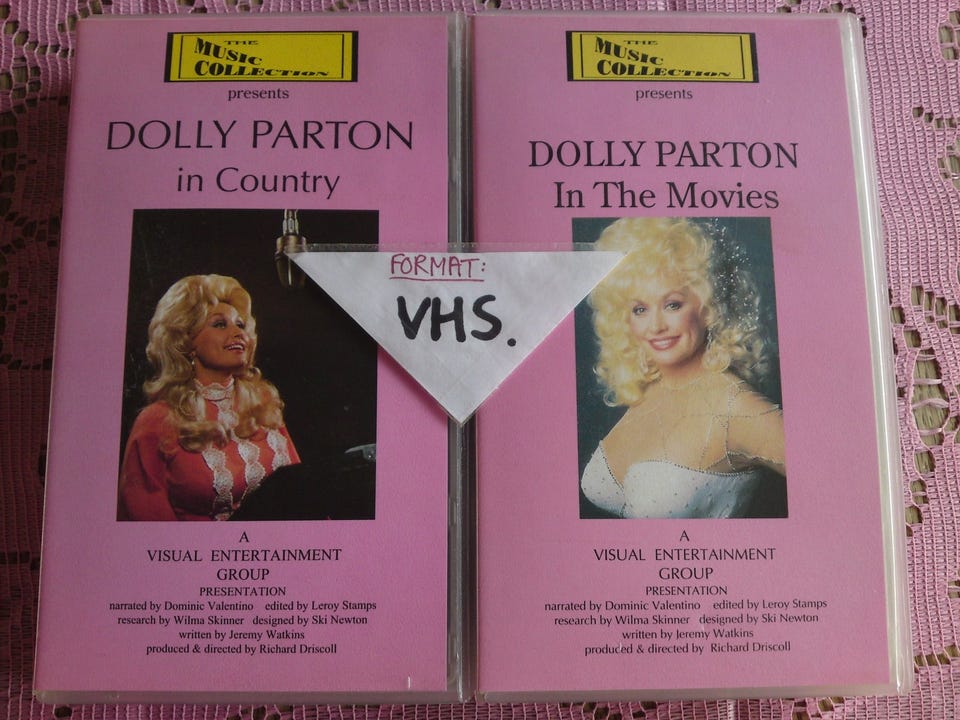 THE
MUSIC
COLLECTION
presents
DOLLY PARTON
in Country
A
VISUAL ENTERTAINMENT
GROUP
PRESENTATION
narrated by Dominic Valentino edited by Leroy Stamps
research by Wilma Skinner designed by Ski Newton
written by Jeremy Watkins
produced & directed by Richard Driscoll
FORMAT:
VHS.
THE
MUSIC
COLLECTION
presents
DOLLY PARTON
In The Movies
A
VISUAL ENTERTAINMENT
GROUP
PRESENTATION
narrated by Dominic Valentino edited by Leroy Stamps
research by Wilma Skinner designed by Ski Newton
written by Jeremy Watkins
produced & directed by Richard Driscoll